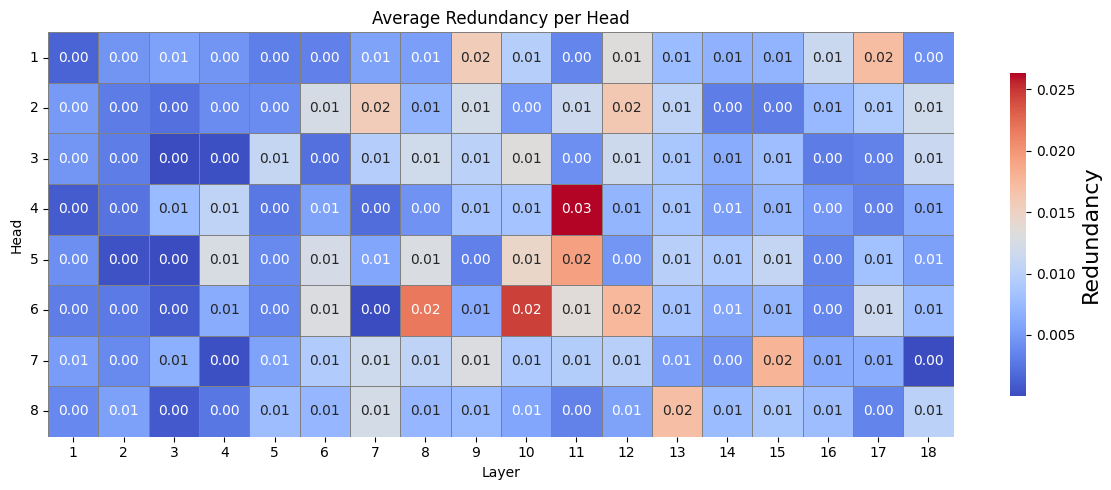 Average Redundancy per Head
1 0.00 0.00 0.01 0.00 0.00 0.00 0.01 0.01 0.02 0.01 0.00 0.01 0.01 0.01 0.01 0.01 0.02 0.00
2 0.00 0.00 0.00 0.00 0.00 0.01 0.02 0.01 0.01 0.00 0.01 0.02 0.01 0.00 0.00 0.01 0.01 0.01
3 0.00 0.00 0.00 0.00 0.01 0.00 0.01 0.01 0.01 0.01 0.00 0.01 0.01 0.01 0.01 0.00 0.00 0.01
4 0.00 0.00 0.01 0.01 0.00 0.01 0.00 0.00 0.01 0.01 0.03 0.01 0.01 0.01 0.01 0.00 0.00 0.01
5 0.00 0.00 0.00 0.01 0.00 0.01 0.01 0.01 0.00 0.01 0.02 0.00 0.01 0.01 0.01 0.00 0.01 0.01
6 0.00 0.00 0.00 0.01 0.00 0.01 0.00 0.02 0.01 0.02 0.01 0.02 0.01 0.01 0.01 0.00 0.01 0.01
7 0.01 0.00 0.01 0.00 0.01 0.01 0.01 0.01 0.01 0.01 0.01 0.01 0.01 0.00 0.02 0.01 0.01 0.00
8 0.00 0.01 0.00 0.00 0.01 0.01 0.01 0.01 0.01 0.01 0.00 0.01 0.02 0.01 0.01 0.01 0.00 0.01
1 2 3 4 5 6 7 8 9 10 11 12 13 14 15 16 17 18
Layer
Head
0.025
0.020
0.015
0.010
0.005
Redundancy